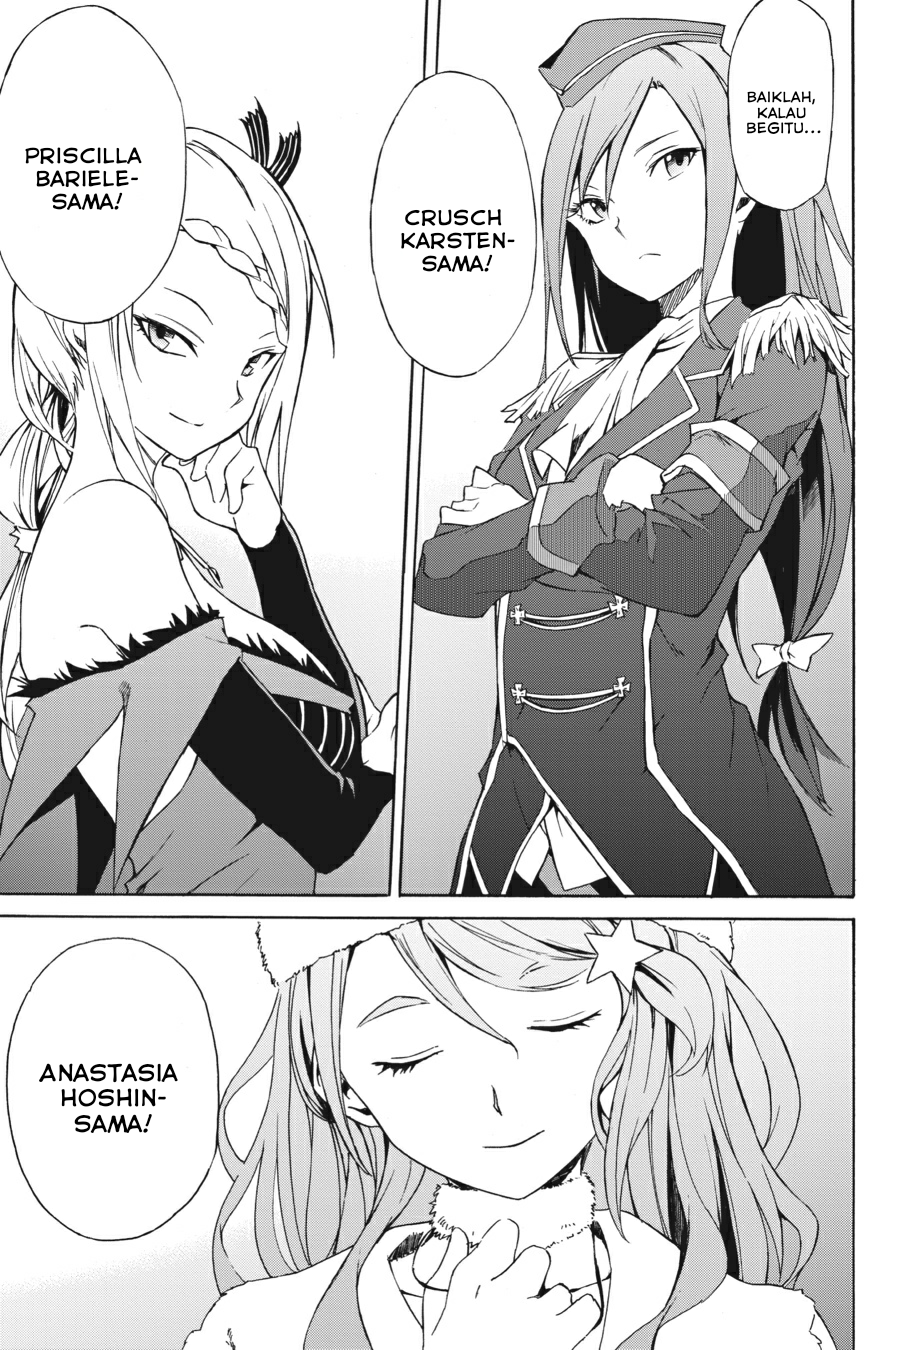 BAIKLAH,
KALAU
BEGITU...
CRUSCH
KARSTEN-
SAMA!
PRISCILLA
BARIELE-
SAMA!
ANASTASIA
HOSHIN-
SAMA!